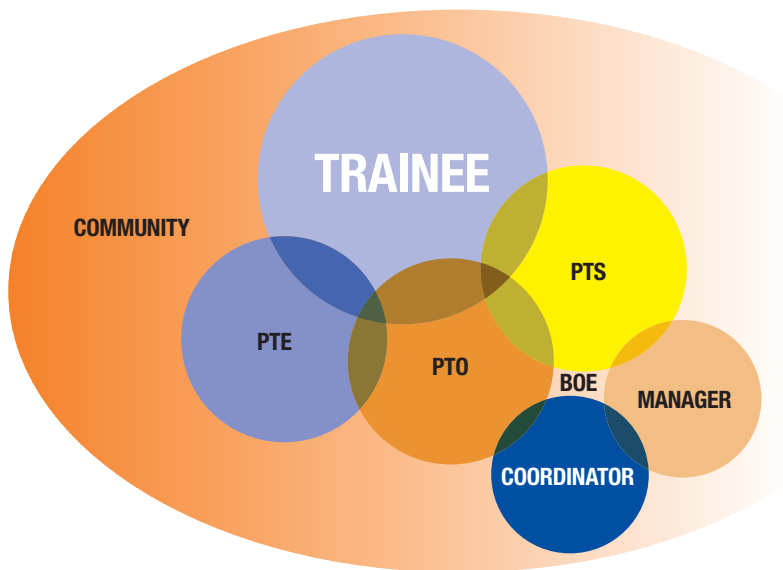 TRAINEE
COMMUNITY
PTS
PTE
PTO
BOE
MANAGER
COORDINATOR